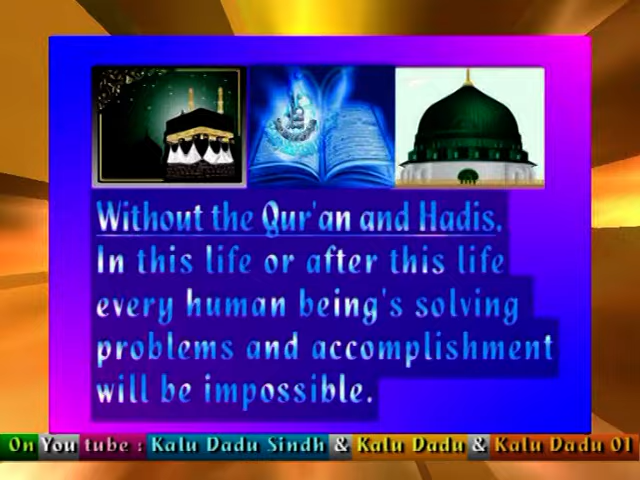 Without the Qur'an and Hadis.
In this life or after this life
every human being's solving
problems and accomplishment
will be impossible.
On You tube : Kalu Dadu Sindh & Kalu Dadu & Kalu Dadu 01